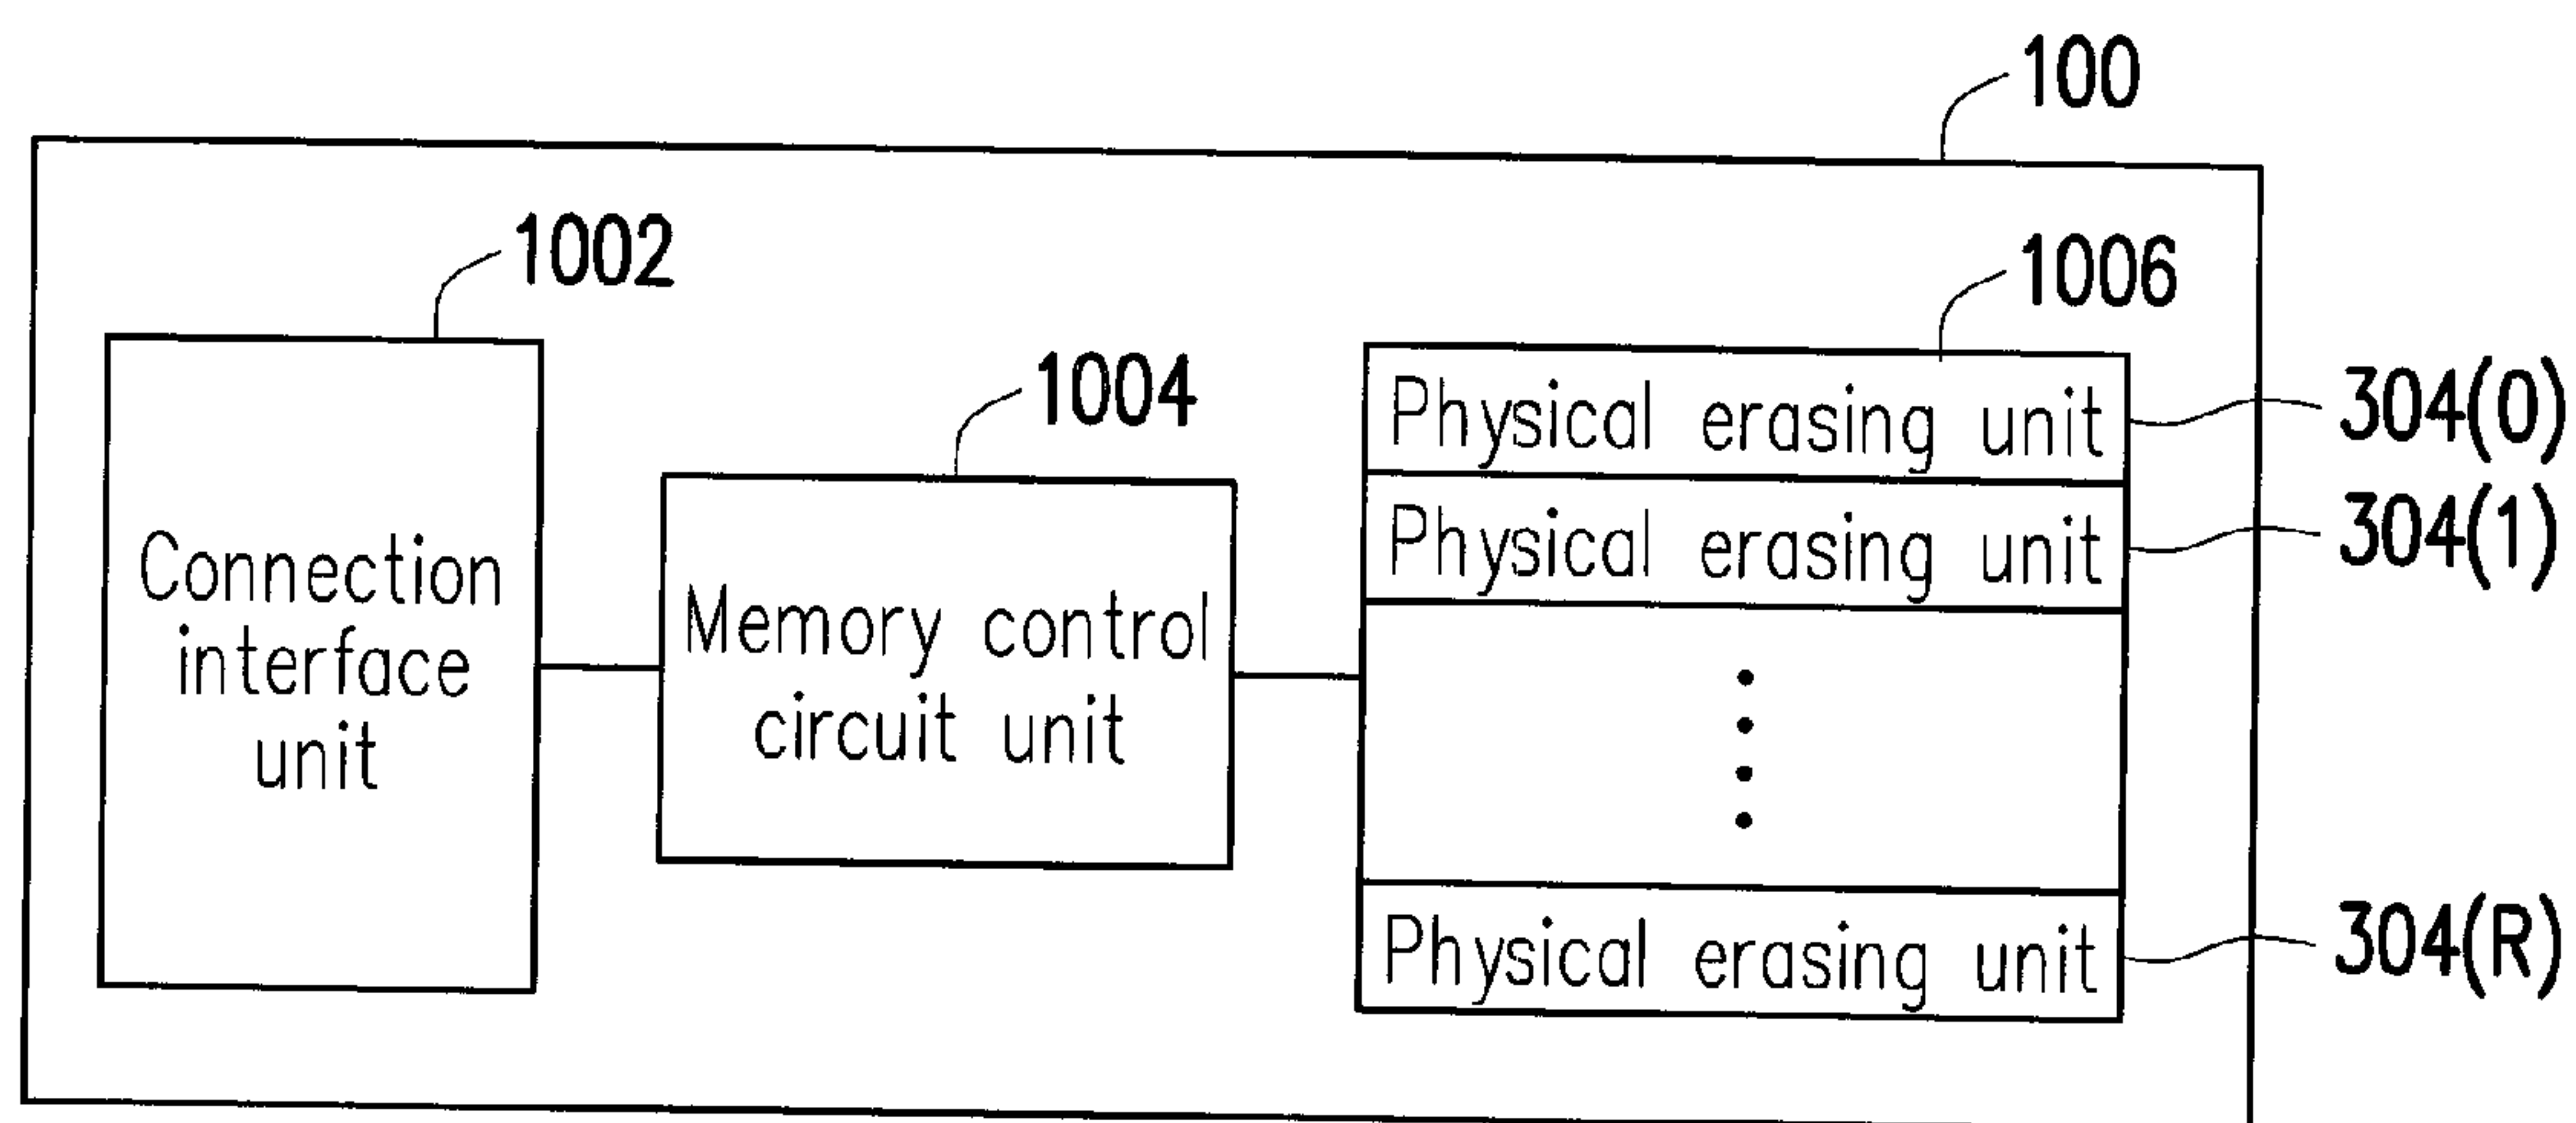 100
1002
1006
1004
Physical erasing unit
304(0)
Physical erasing unit
304(1)
Connection
interface
unit
Memory control
circuit unit
Physical erasing unit
304(R)